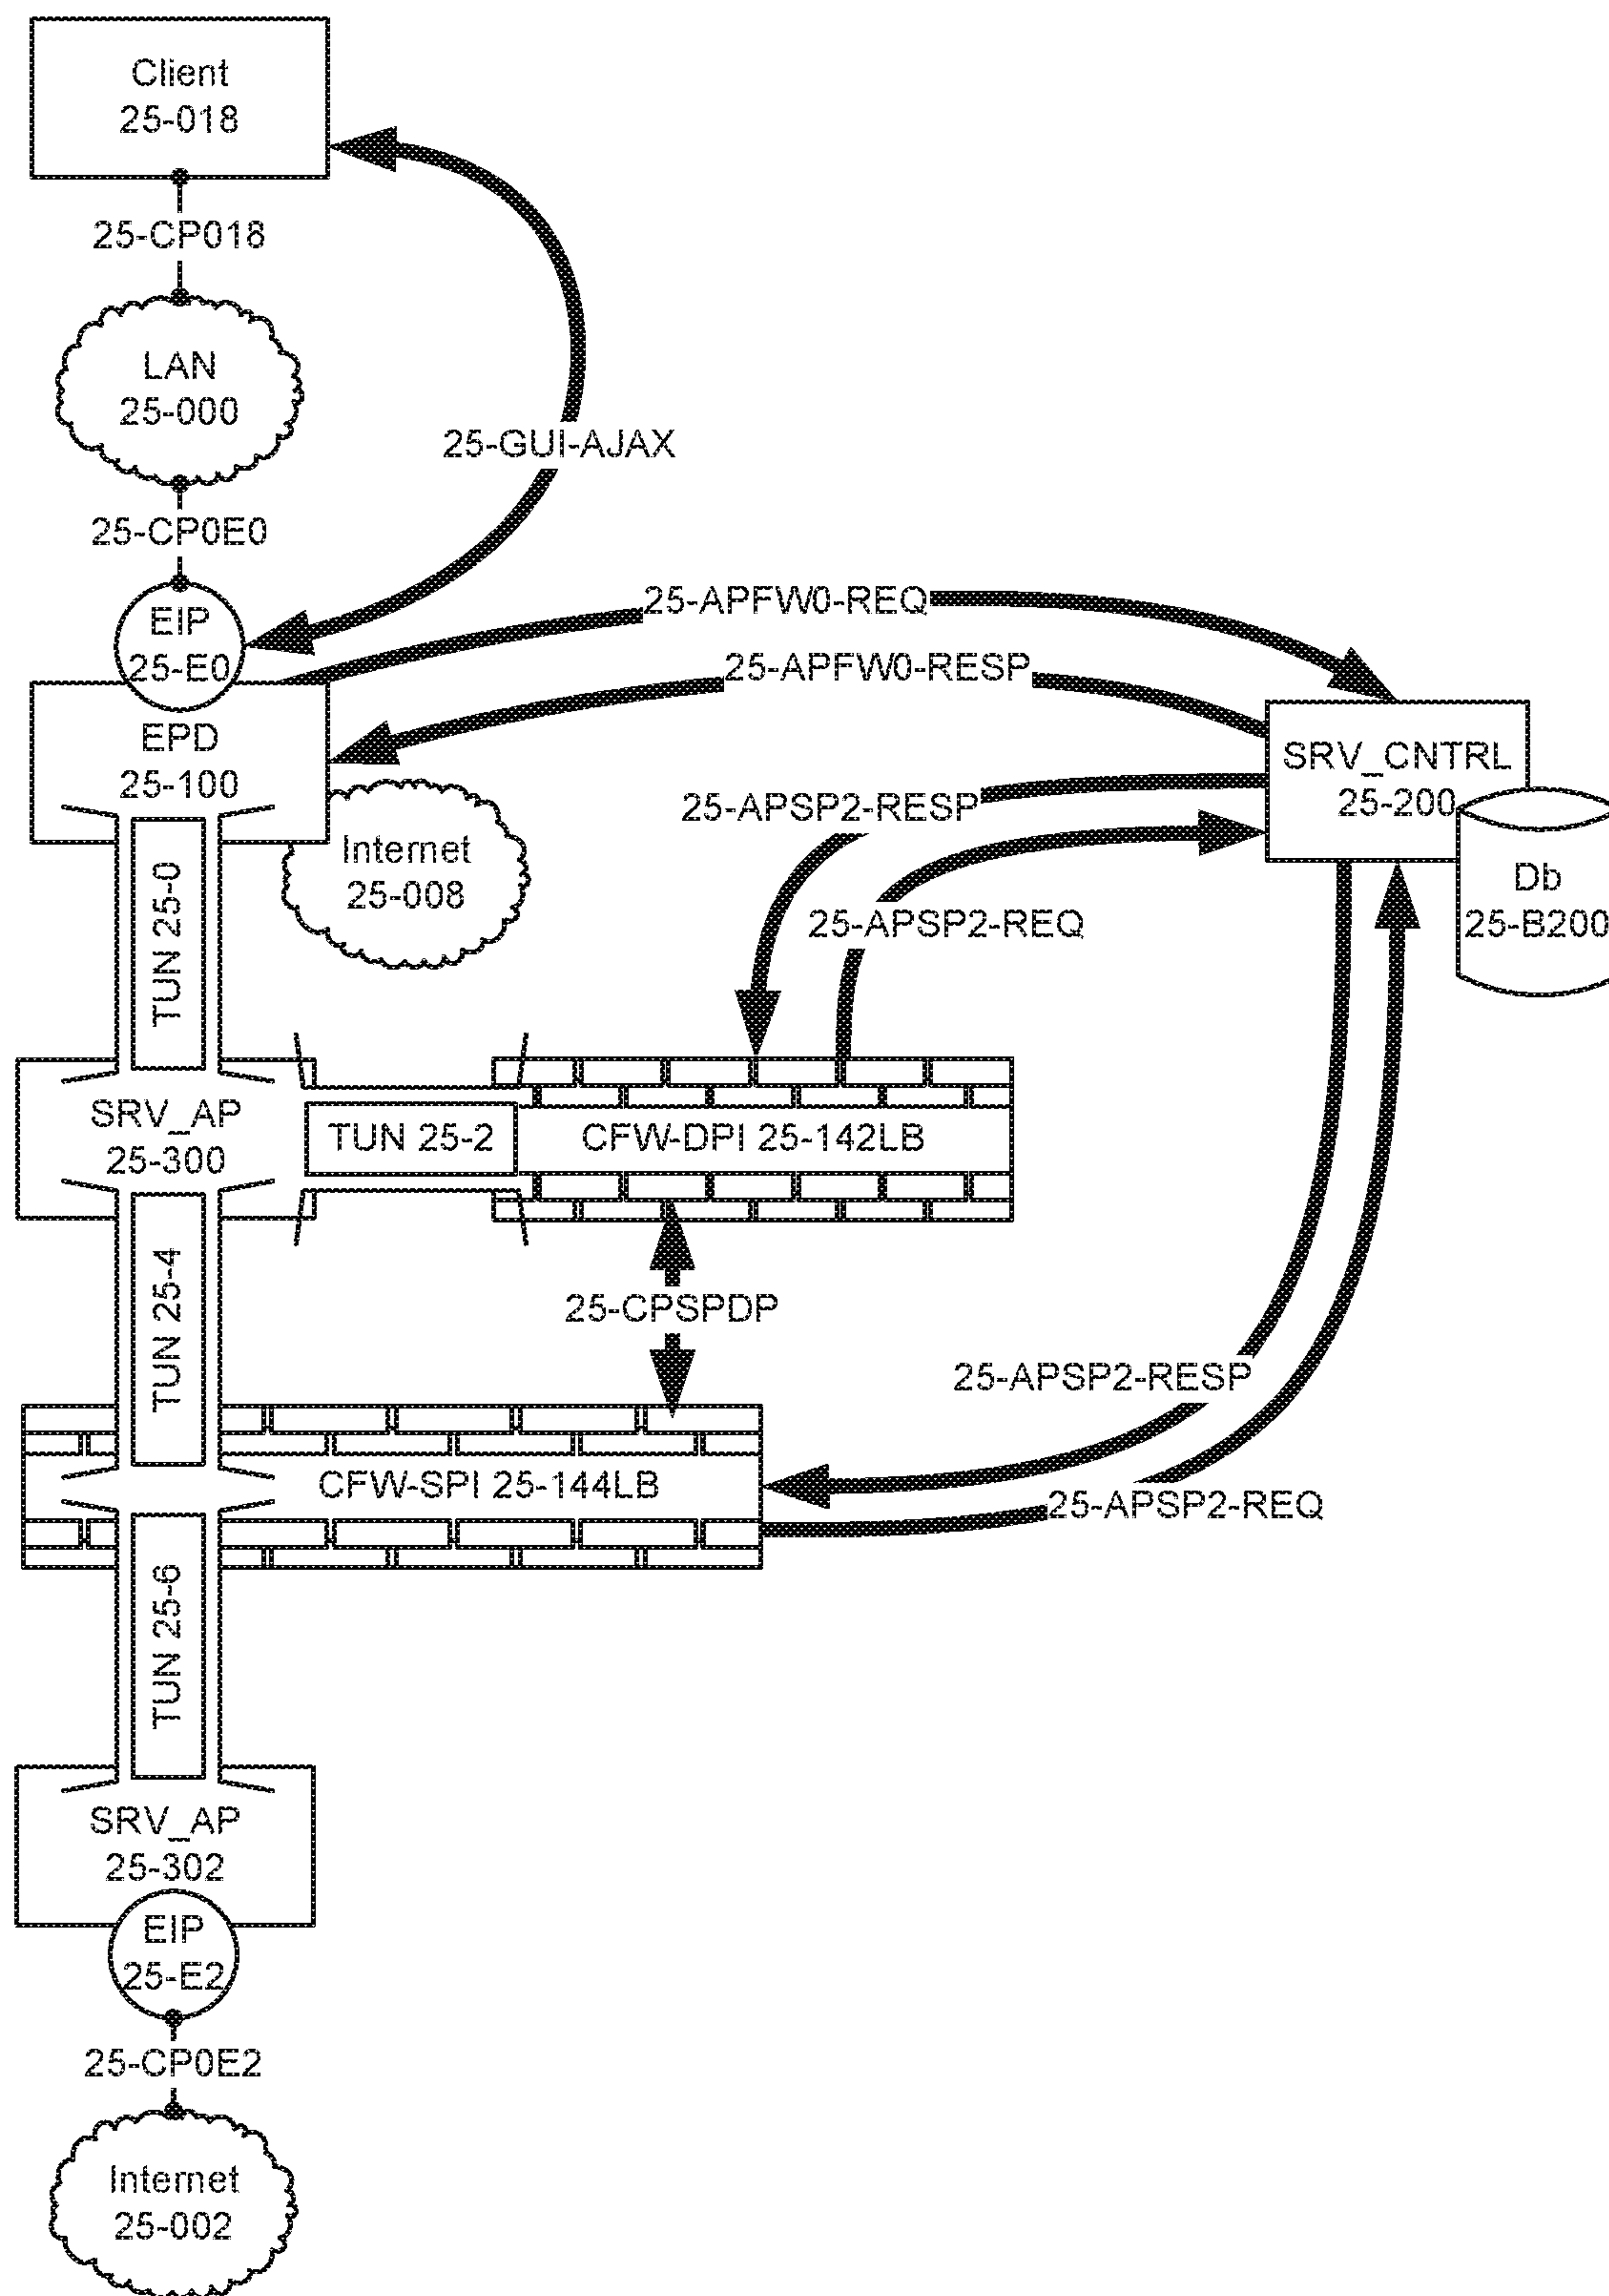 Client
25-018
25-CP018
LAN
25-000
25-GUI-AJAX
25-CP0E0
EIP
25-E0
25-APFW0-REQ
25-APFW0-RESP
EPD
25-100
SRV_CNTRL
25-200
25-APSP2-RESP
Internet
25-008
Db
25-B200
25-APSP2-REQ
TUN 25-0
SRV_AP
25-300
TUN 25-2
CFW-DPI 25-142LB
TUN 25-4
25-CPSPDP
25-APSP2-RESP
CFW-SPI 25-144LB
25-APSP2-REQ
TUN 25-6
SRV_AP
25-302
EIP
25-E2
25-CP0E2
Internet
25-002